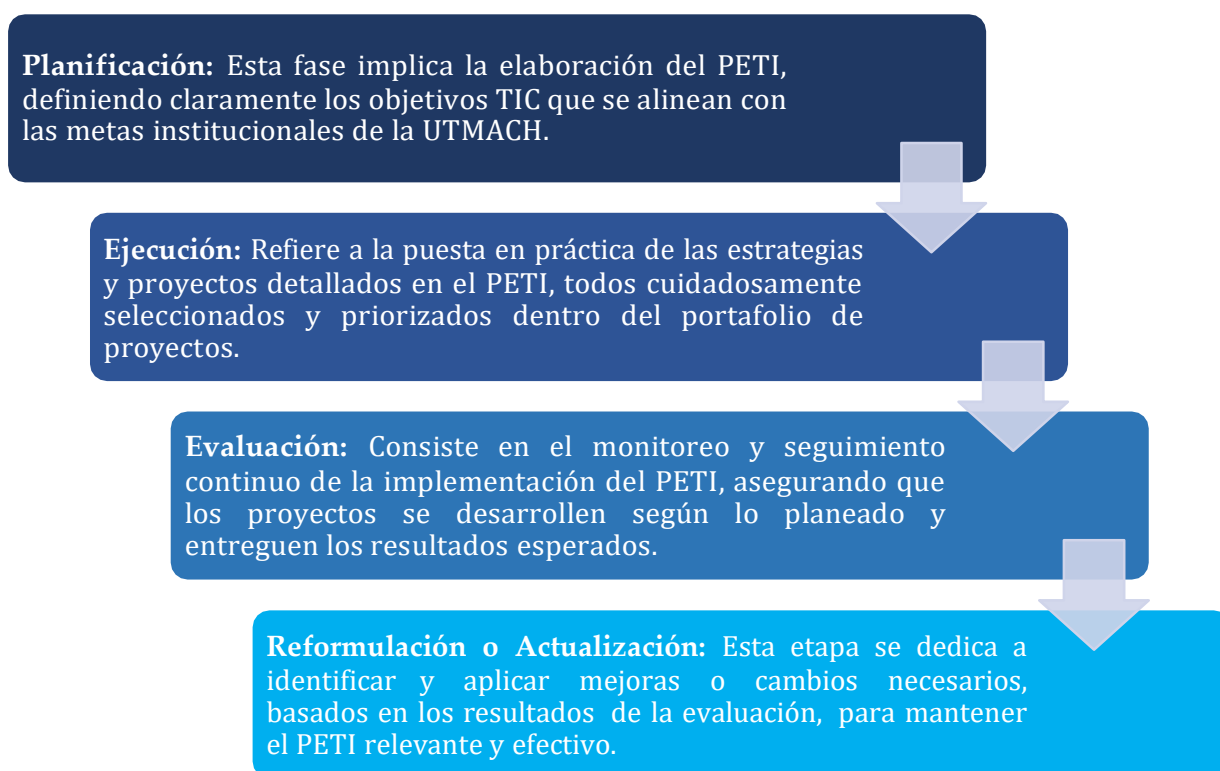 Planificación: Esta fase implica la elaboración del PETI,
definiendo claramente los objetivos TIC que se alinean con
las metas institucionales de la UTMACH.
Ejecución: Refiere a la puesta en práctica de las estrategias
y proyectos detallados en el PETI, todos cuidadosamente
seleccionados y priorizados dentro del portafolio de
proyectos.
Evaluación: Consiste en el monitoreo y seguimiento
continuo de la implementación del PETI, asegurando que
los proyectos se desarrollen según lo planeado y
entreguen los resultados esperados.
Reformulación o Actualización: Esta etapa se dedica a
identificar y aplicar mejoras o cambios necesarios,
basados en los resultados de la evaluación, para mantener
el PETI relevante y efectivo.